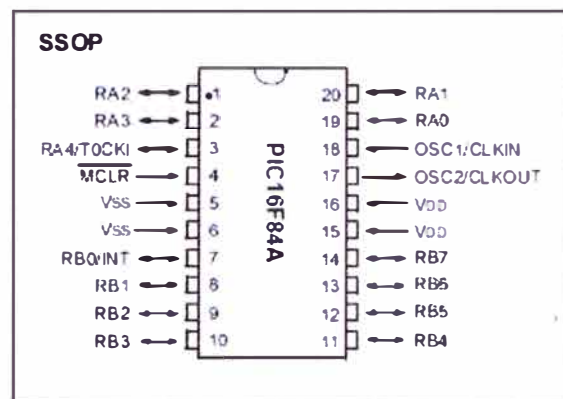 SSOP
RA2 1 20 RA1
RA3 2 19 RA0
RA4/T0CKI 3 18 OSC1/CLKIN
MCLR 4 17 OSC2/CLKOUT
VSS 5 16 VDD
VSS 6 15 VDD
RB0/INT 7 14 RB7
RB1 8 13 RB6
RB2 9 12 RB5
RB3 10 11 RB4
PIC16F84A